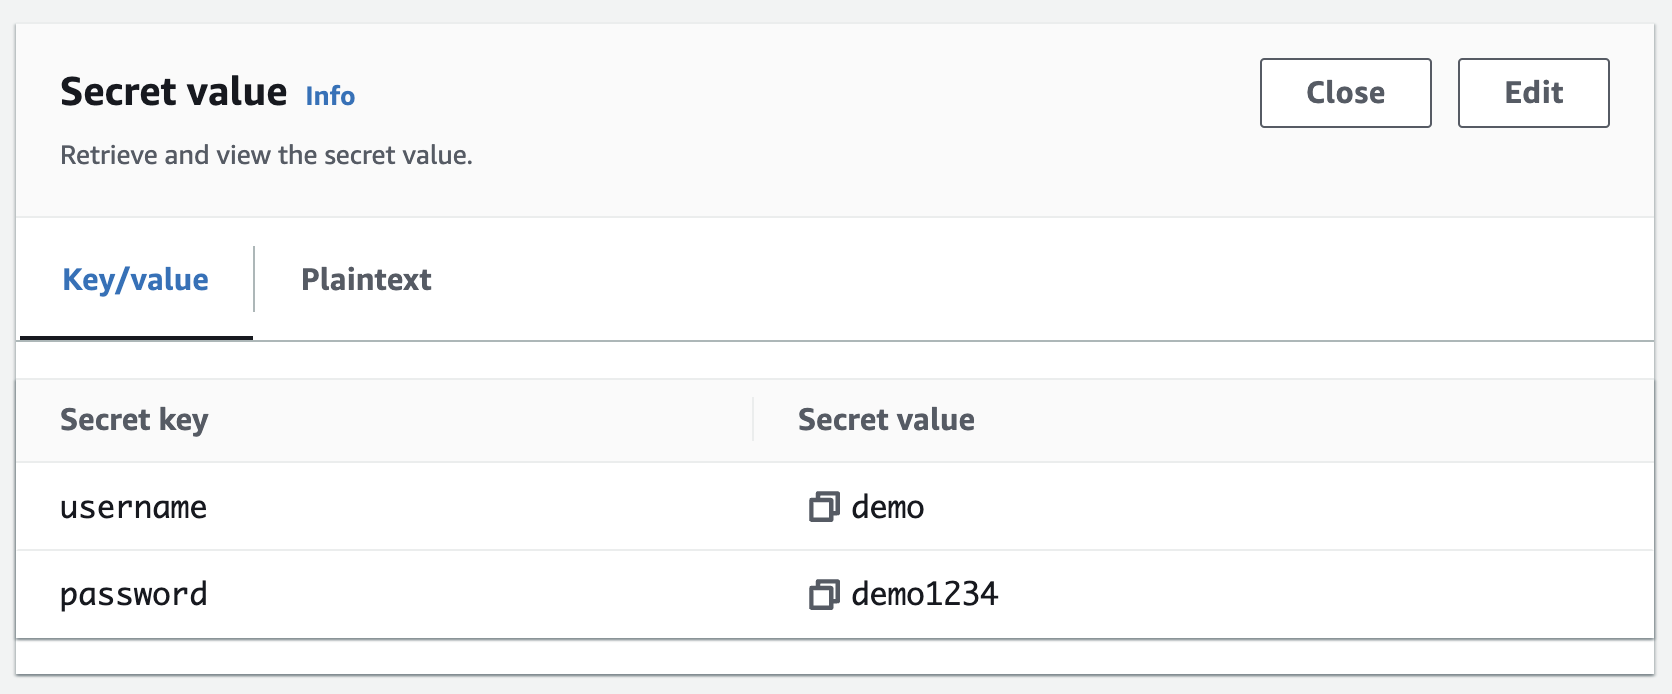 Secret value Info
Close
Edit
Retrieve and view the secret value.
Key/value
Plaintext
Secret key
Secret value
username
demo
password
demo1234